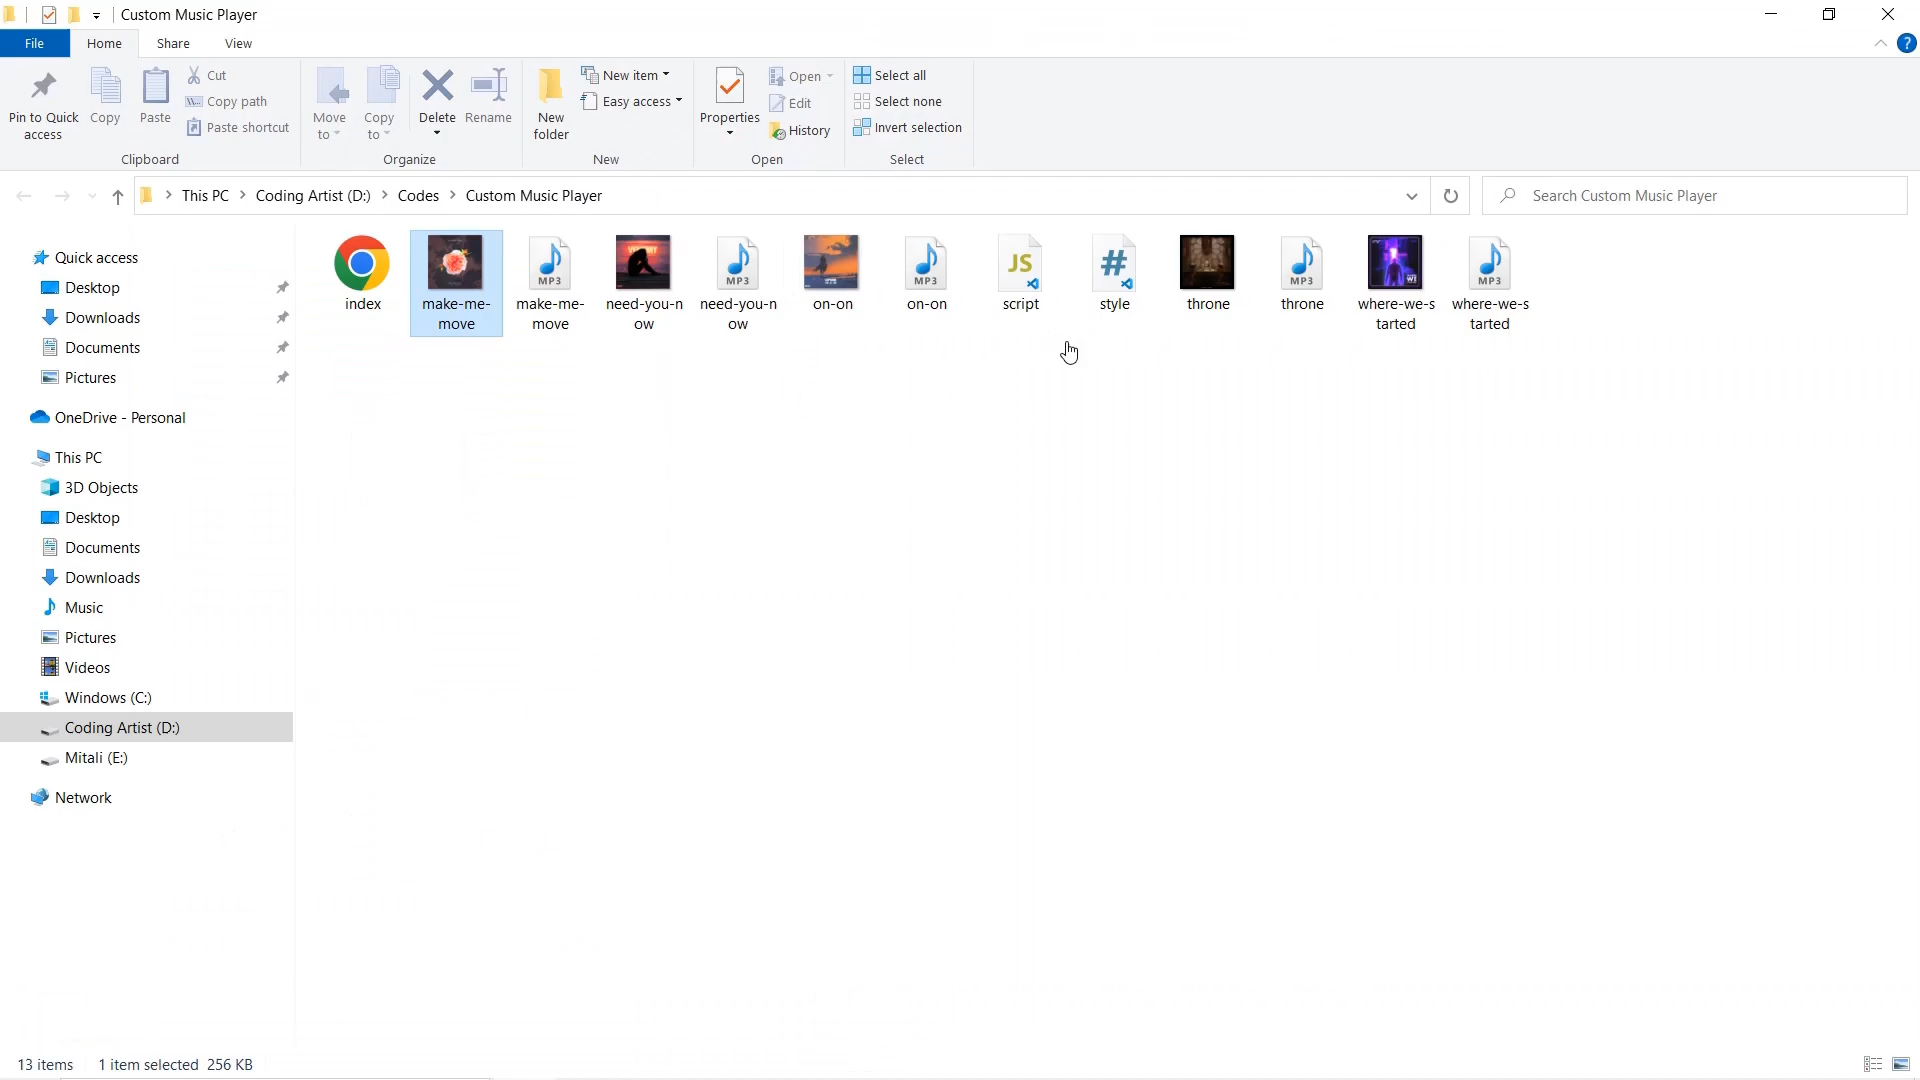 Custom Music Player
File Home Share View
Pin to Quick access
Copy
Paste
Cut
Copy path
Paste shortcut
Clipboard
Move to
Copy to
Delete
Rename
Organize
New folder
New item
Easy access
New
Properties
Open
Edit
History
Open
Select all
Select none
Invert selection
Select
This PC > Coding Artist (D:) > Codes > Custom Music Player
Search Custom Music Player
Quick access
Desktop
Downloads
Documents
Pictures
OneDrive - Personal
This PC
3D Objects
Desktop
Documents
Downloads
Music
Pictures
Videos
Windows (C:)
Coding Artist (D:)
Mitali (E:)
Network
index
make-me-
move
MP3
make-me-
move
need-you-n
ow
MP3
need-you-n
ow
on-on
MP3
on-on
JS
script
#
style
throne
MP3
throne
where-we-s
tarted
MP3
where-we-s
tarted
13 items 1 item selected 256 KB